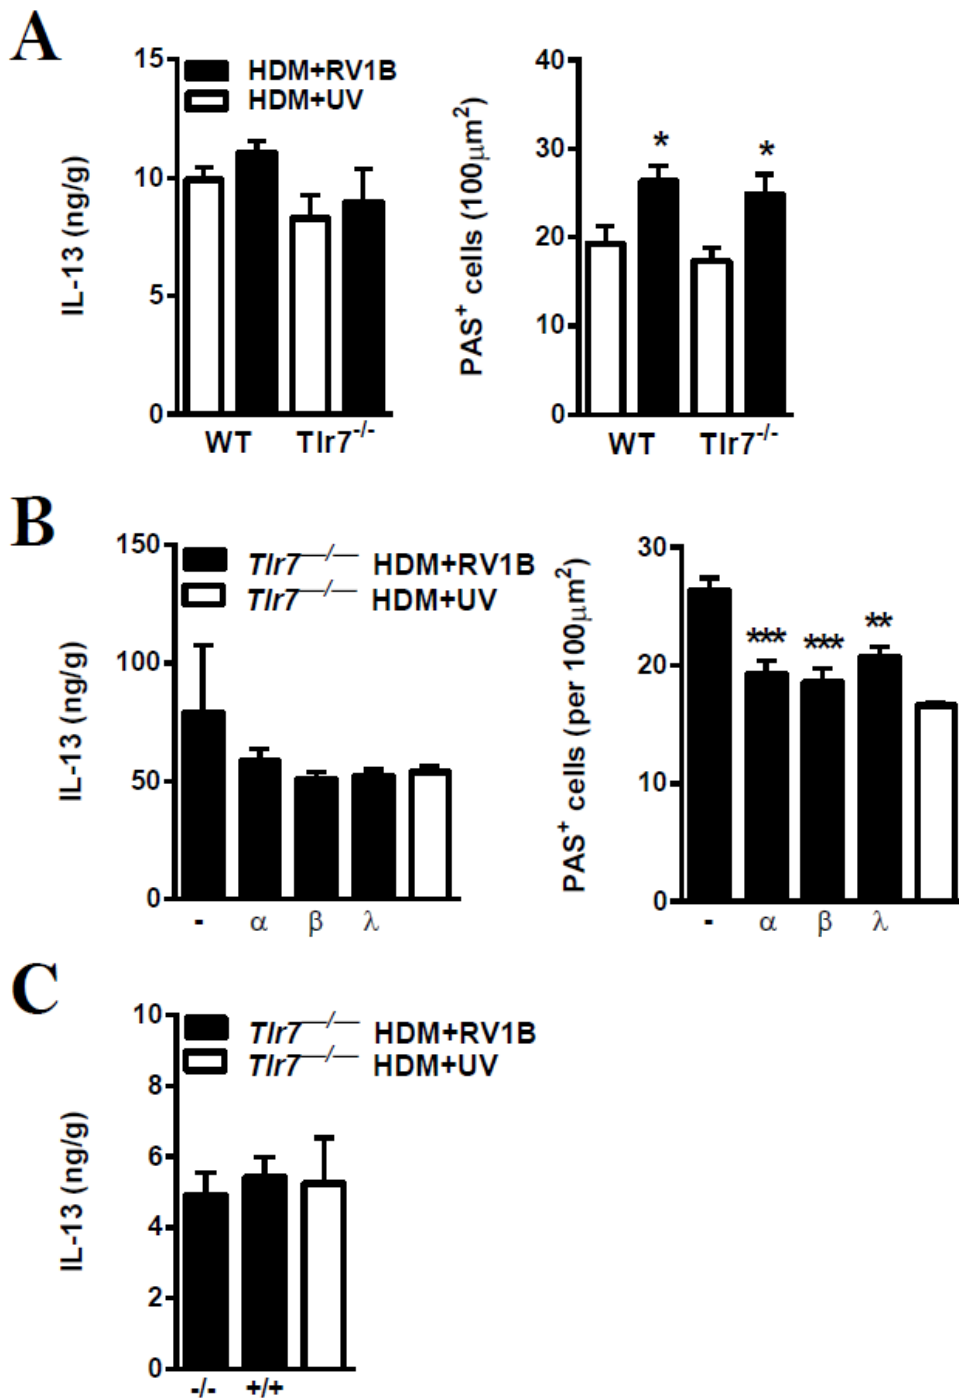 A
IL-13 (ng/g)
15
10
5
0
HDM+RV1B
HDM+UV
WT
Tlr7-/-
PAS+ cells (100μm2)
40
30
20
10
0
*
*
WT
Tlr7-/-
B
IL-13 (ng/g)
150
100
50
0
Tlr7—/— HDM+RV1B
Tlr7—/— HDM+UV
- α β λ
PAS+ cells (per 100μm2)
30
20
10
0
*** *** **
- α β λ
C
IL-13 (ng/g)
10
8
6
4
2
0
Tlr7—/— HDM+RV1B
Tlr7—/— HDM+UV
-/- +/+